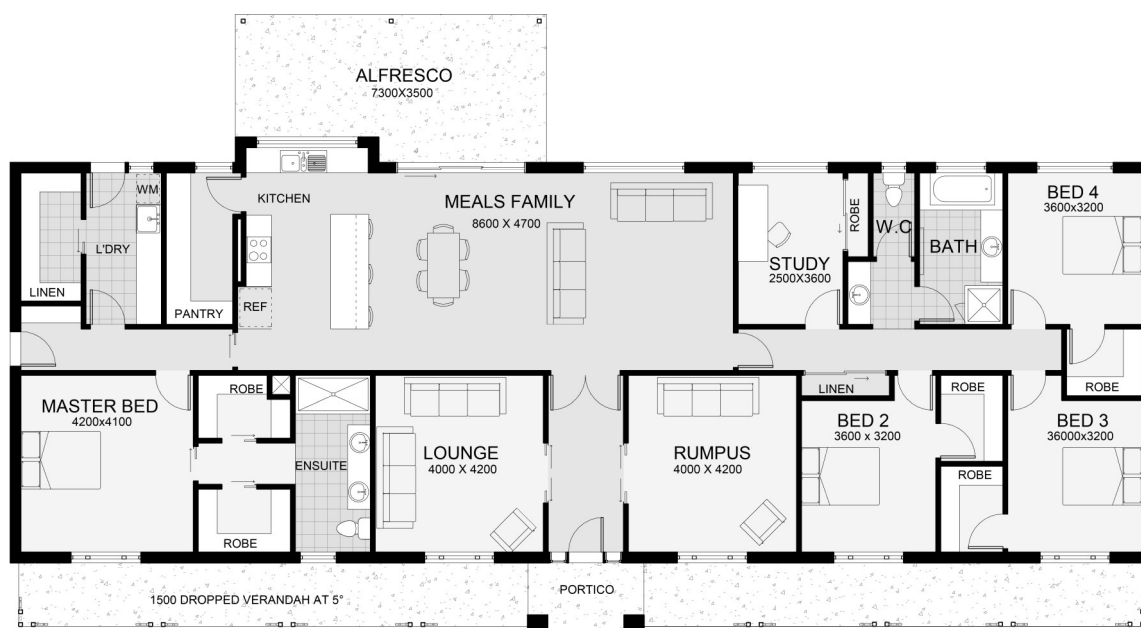 ALFRESCO
7300X3500
WM
KITCHEN
MEALS FAMILY
8600 X 4700
L'DRY
LINEN
PANTRY
REF
ROBE
STUDY
2500X3600
W.C
BATH
BED 4
3600x3200
ROBE
MASTER BED
4200x4100
ROBE
ENSUITE
ROBE
LOUNGE
4000 X 4200
RUMPUS
4000 X 4200
LINEN
BED 2
3600 x 3200
ROBE
ROBE
BED 3
36000x3200
1500 DROPPED VERANDAH AT 5°
PORTICO